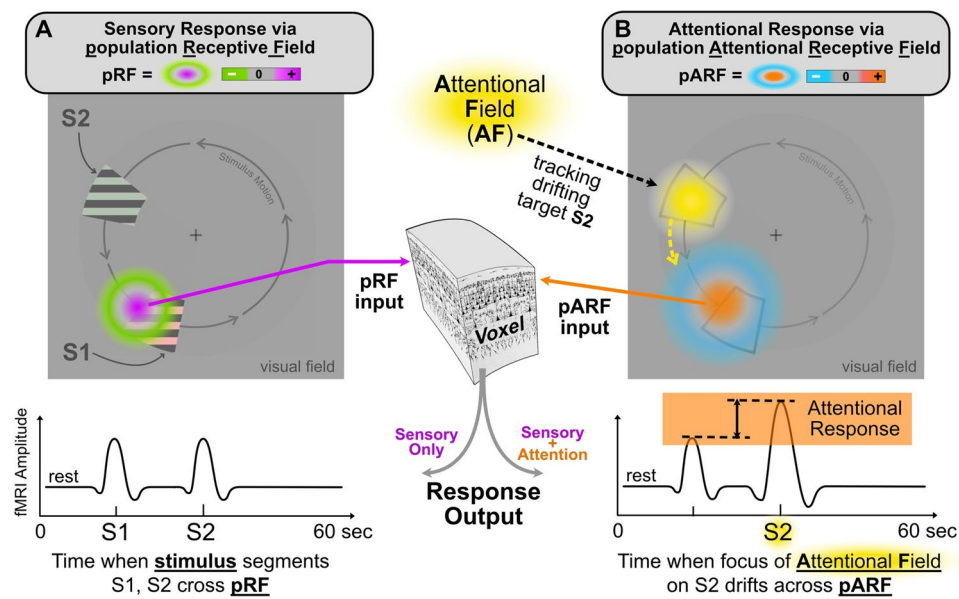 A
Sensory Response via
population Receptive Field
pRF =
− 0 +
S2
Stimulus Motion
+
S1
visual field
Attentional
Field
(AF)
tracking
drifting
target S2
pRF
input
pARF
input
Voxel
Sensory
Only
Sensory
+
Attention
Response
Output
B
Attentional Response via
population Attentional Receptive Field
pARF =
− 0 +
Stimulus Motion
+
visual field
fMRI Amplitude
rest
0
S1
S2
60 sec
Time when stimulus segments
S1, S2 cross pRF
Attentional
Response
rest
0
S2
60 sec
Time when focus of Attentional Field
on S2 drifts across pARF